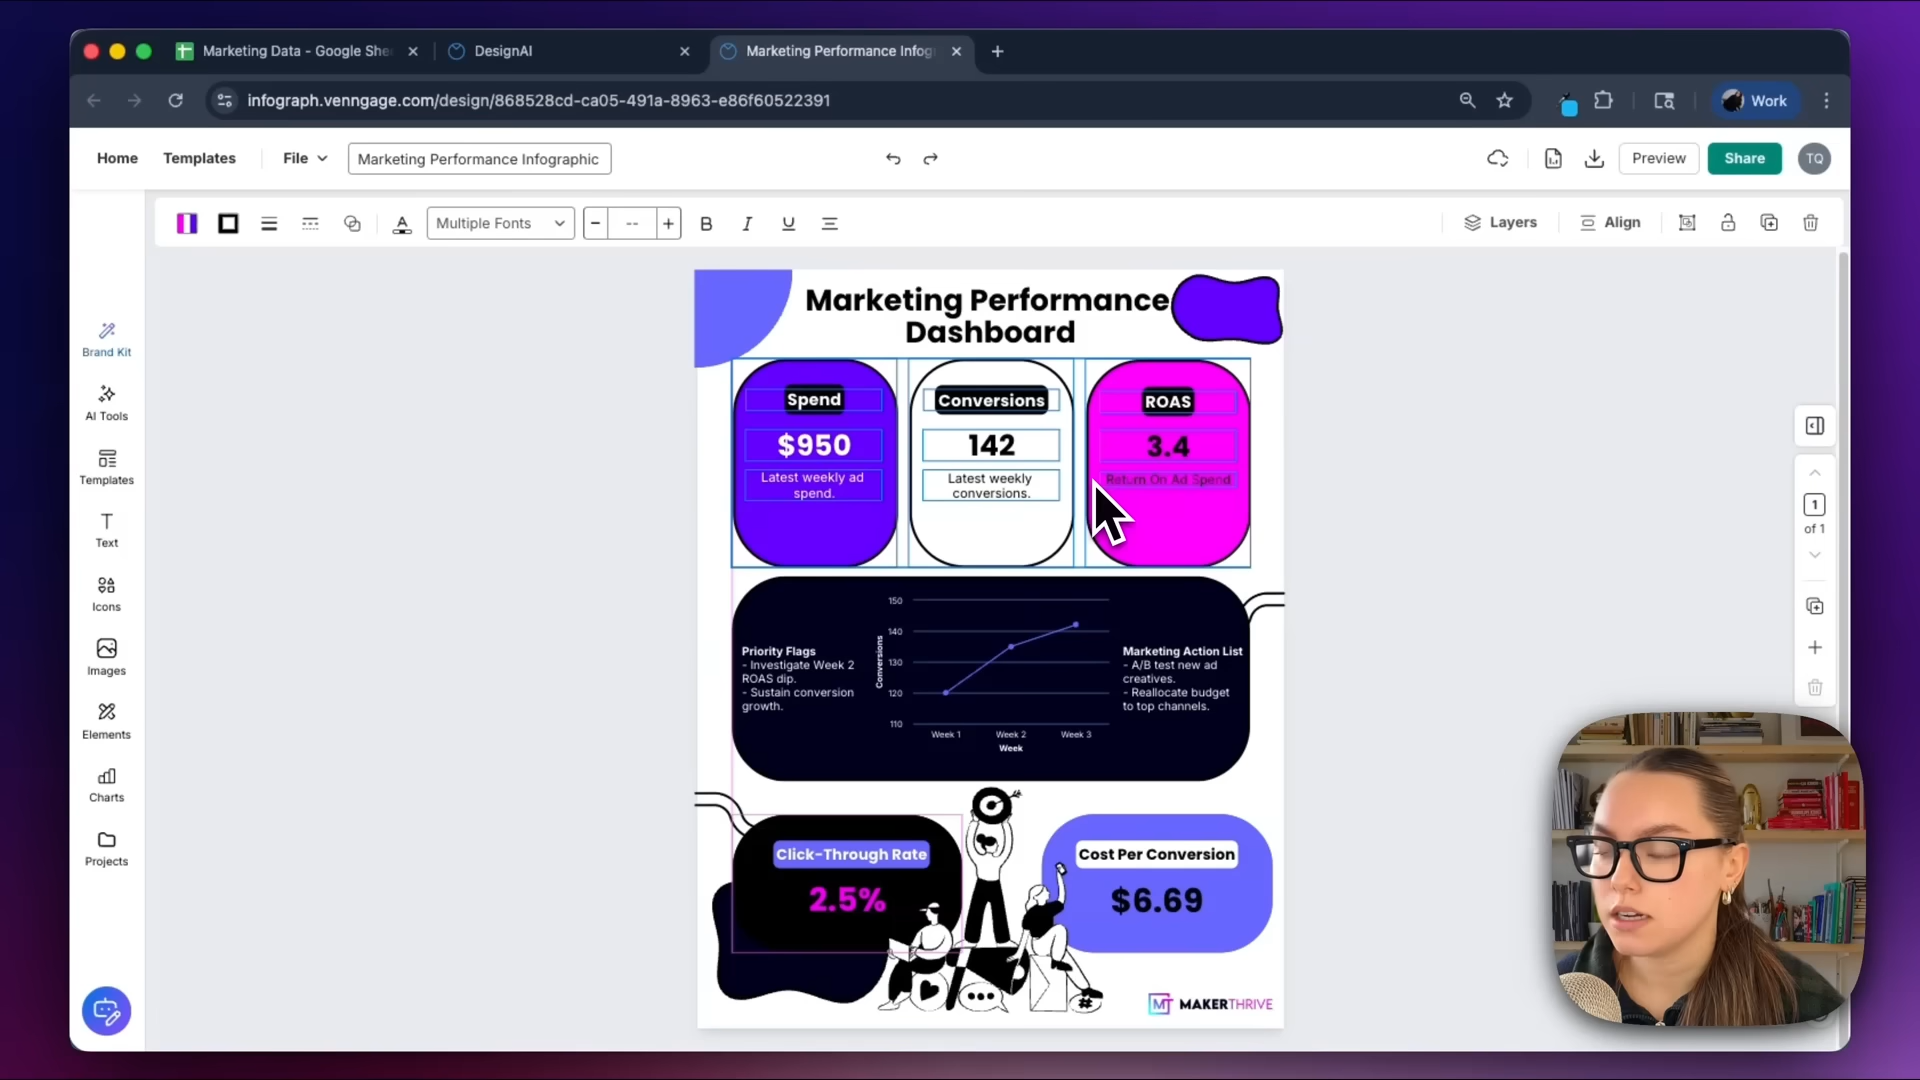 Marketing Data - Google She
DesignAI
Marketing Performance Infog
infograph.venngage.com/design/868528cd-ca05-491a-8963-e86f60522391
Work
Home
Templates
File
Marketing Performance Infographic
Preview
Share
TQ
Multiple Fonts
--
B
I
U
Layers
Align
Brand Kit
AI Tools
Templates
Text
Icons
Images
Elements
Charts
Projects
Marketing Performance
Dashboard
Spend
$950
Latest weekly ad
spend.
Conversions
142
Latest weekly
conversions.
ROAS
3.4
Return On Ad Spend
Priority Flags
- Investigate Week 2
ROAS dip.
- Sustain conversion
growth.
Conversions
150
140
130
120
110
Week 1
Week 2
Week 3
Week
Marketing Action List
- A/B test new ad
creatives.
- Reallocate budget
to top channels.
Click-Through Rate
2.5%
Cost Per Conversion
$6.69
#
MT MAKERTHRIVE
1
of 1